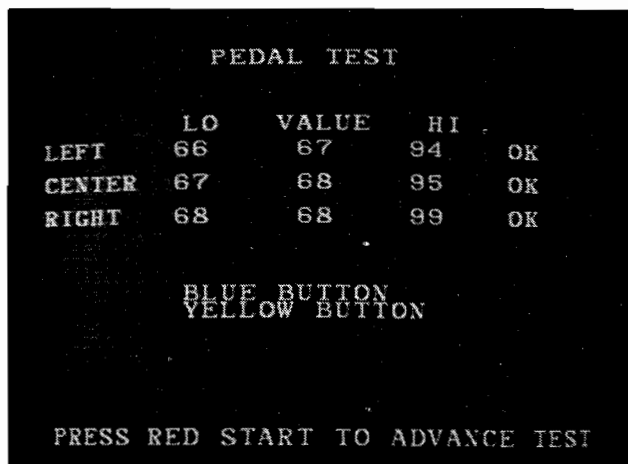 PEDAL TEST
LO VALUE HI
LEFT 66 67 94 OK
CENTER 67 68 95 OK
RIGHT 68 68 99 OK
BLUE BUTTON
YELLOW BUTTON
PRESS RED START TO ADVANCE TEST